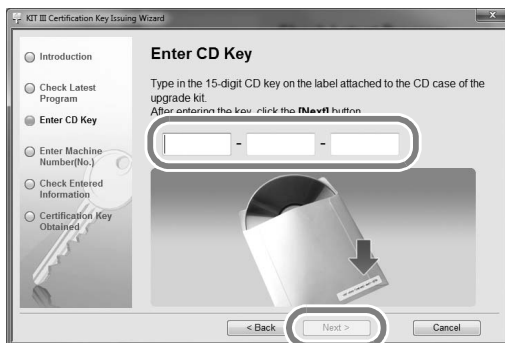 KIT III Certification Key Issuing Wizard
Introduction
Check Latest
Program
Enter CD Key
Enter Machine
Number(No.)
Check Entered
Information
Certification Key
Obtained
Enter CD Key
Type in the 15-digit CD key on the label attached to the CD case of the
upgrade kit.
After entering the key, click the [Next] button
- -
< Back Next > Cancel